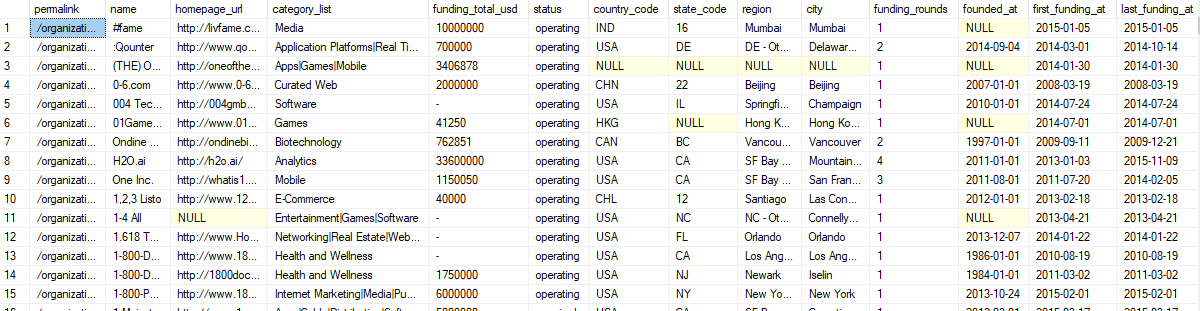 permalink name homepage_url category_list funding_total_usd status country_code state_code region city funding_rounds founded_at first_funding_at last_funding_at
1 /organizati... #fame http://livfame.c... Media 10000000 operating IND 16 Mumbai Mumbai 1 NULL 2015-01-05 2015-01-05
2 /organizati... :Qounter http://www.qo... Application Platforms|Real Ti... 700000 operating USA DE DE - Ot... Delawar... 2 2014-09-04 2014-03-01 2014-10-14
3 /organizati... (THE) O... http://oneofthe... Apps|Games|Mobile 3406878 operating NULL NULL NULL NULL 1 NULL 2014-01-30 2014-01-30
4 /organizati... 0-6.com http://www.0-6... Curated Web 2000000 operating CHN 22 Beijing Beijing 1 2007-01-01 2008-03-19 2008-03-19
5 /organizati... 004 Tec... http://004gmb... Software - operating USA IL Springfi... Champaign 1 2010-01-01 2014-07-24 2014-07-24
6 /organizati... 01Game... http://www.01... Games 41250 operating HKG NULL Hong K... Hong Ko... 1 NULL 2014-07-01 2014-07-01
7 /organizati... Ondine ... http://ondinebi... Biotechnology 762851 operating CAN BC Vancou... Vancouver 2 1997-01-01 2009-09-11 2009-12-21
8 /organizati... H2O.ai http://h2o.ai/ Analytics 33600000 operating USA CA SF Bay ... Mountain... 4 2011-01-01 2013-01-03 2015-11-09
9 /organizati... One Inc. http://whatis1.... Mobile 1150050 operating USA CA SF Bay ... San Fran... 3 2011-08-01 2011-07-20 2014-02-05
10 /organizati... 1,2,3 Listo http://www.12... E-Commerce 40000 operating CHL 12 Santiago Las Con... 1 2012-01-01 2013-02-18 2013-02-18
11 /organizati... 1-4 All NULL Entertainment|Games|Software - operating USA NC NC - Ot... Connelly... 1 NULL 2013-04-21 2013-04-21
12 /organizati... 1.618 T... http://www.Ho... Networking|Real Estate|Web... - operating USA FL Orlando Orlando 1 2013-12-07 2014-01-22 2014-01-22
13 /organizati... 1-800-D... http://www.18... Health and Wellness - operating USA CA Los Ang... Los Ang... 1 1986-01-01 2010-08-19 2010-08-19
14 /organizati... 1-800-D... http://1800doc... Health and Wellness 1750000 operating USA NJ Newark Iselin 1 1984-01-01 2011-03-02 2011-03-02
15 /organizati... 1-800-P... http://www.18... Internet Marketing|Media|Pu... 6000000 operating USA NY New Yo... New York 1 2013-10-24 2015-02-01 2015-02-01